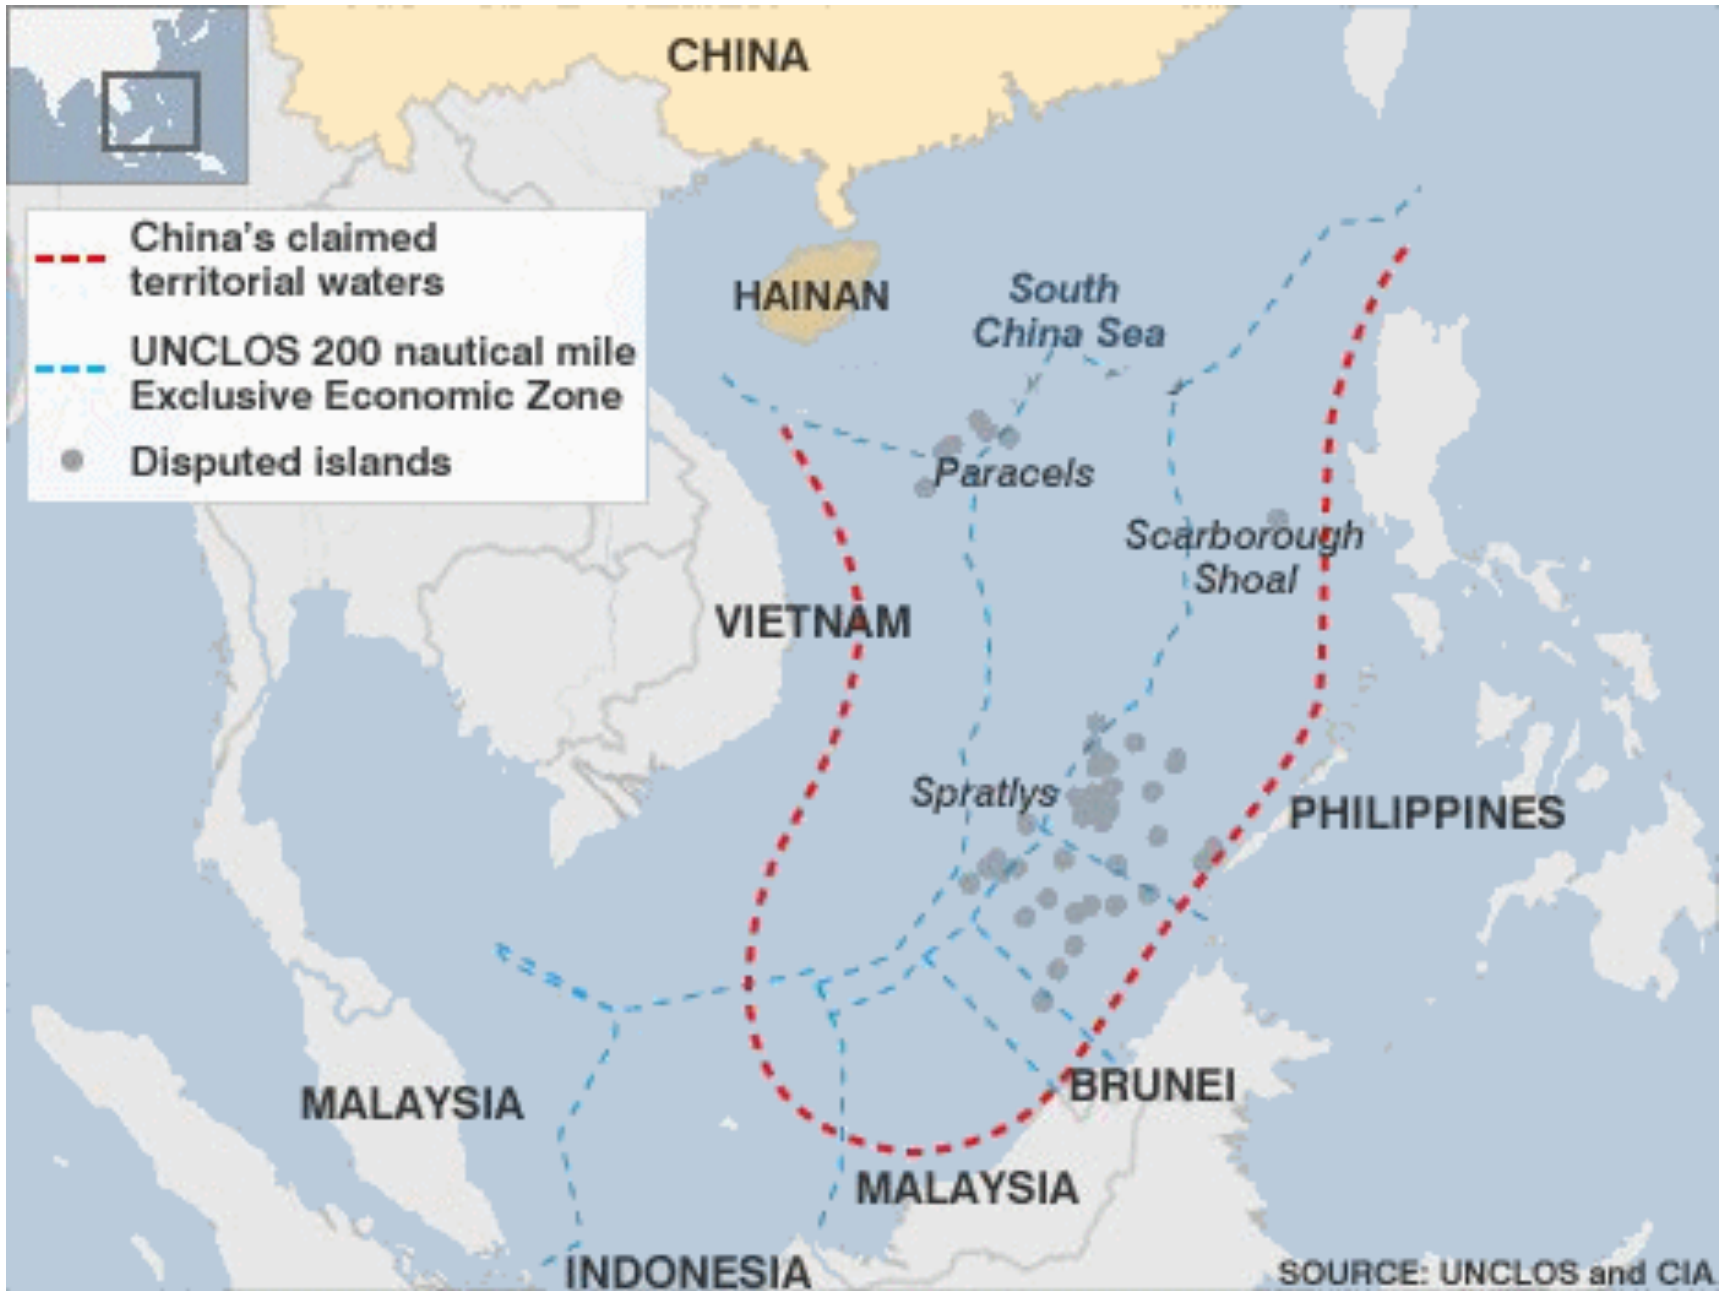 CHINA
China's claimed
territorial waters
UNCLOS 200 nautical mile
Exclusive Economic Zone
Disputed islands
HAINAN
South
China Sea
Paracels
Scarborough
Shoal
VIETNAM
Spratlys
PHILIPPINES
MALAYSIA
BRUNEI
MALAYSIA
INDONESIA
SOURCE: UNCLOS and CIA